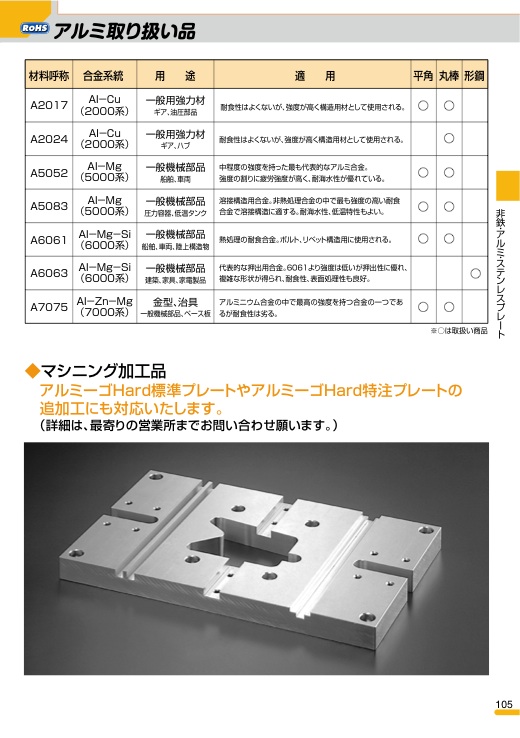 RoHS アルミ取り扱い品
材料呼称 合金系統 用 途 適 用 平角 丸棒 形鋼
A2017 Al−Cu （2000系） 一般用強力材 ギア、油圧部品 耐食性はよくないが、強度が高く構造用材として使用される。 ○ ○
A2024 Al−Cu （2000系） 一般用強力材 ギア、ハブ 耐食性はよくないが、強度が高く構造用材として使用される。 ○
A5052 Al−Mg （5000系） 一般機械部品 船舶、車両 中程度の強度を持った最も代表的なアルミ合金。 強度の割りに疲労強度が高く、耐海水性が優れている。 ○ ○
A5083 Al−Mg （5000系） 一般機械部品 圧力容器、低温タンク 溶接構造用合金。非熱処理合金の中で最も強度の高い耐食 合金で溶接構造に適する。耐海水性、低温特性もよい。 ○ ○
A6061 Al−Mg−Si （6000系） 一般機械部品 船舶、車両、陸上構造物 熱処理の耐食合金。ボルト、リベット構造用に使用される。 ○ ○
A6063 Al−Mg−Si （6000系） 一般機械部品 建築、家具、家電製品 代表的な押出用合金。6061より強度は低いが押出性に優れ、 複雑な形状が得られ、耐食性、表面処理性も良好。 ○
A7075 Al−Zn−Mg （7000系） 金型、治具 一般機械部品、ベース板 アルミニウム合金の中で最高の強度を持つ合金の一つであ るが耐食性は劣る。 ○ ○
※○は取扱い商品
非鉄・アルミ・ステンレスプレート
◆マシニング加工品
アルミーゴHard標準プレートやアルミーゴHard特注プレートの
追加工にも対応いたします。
（詳細は、最寄りの営業所までお問い合わせ願います。）
105